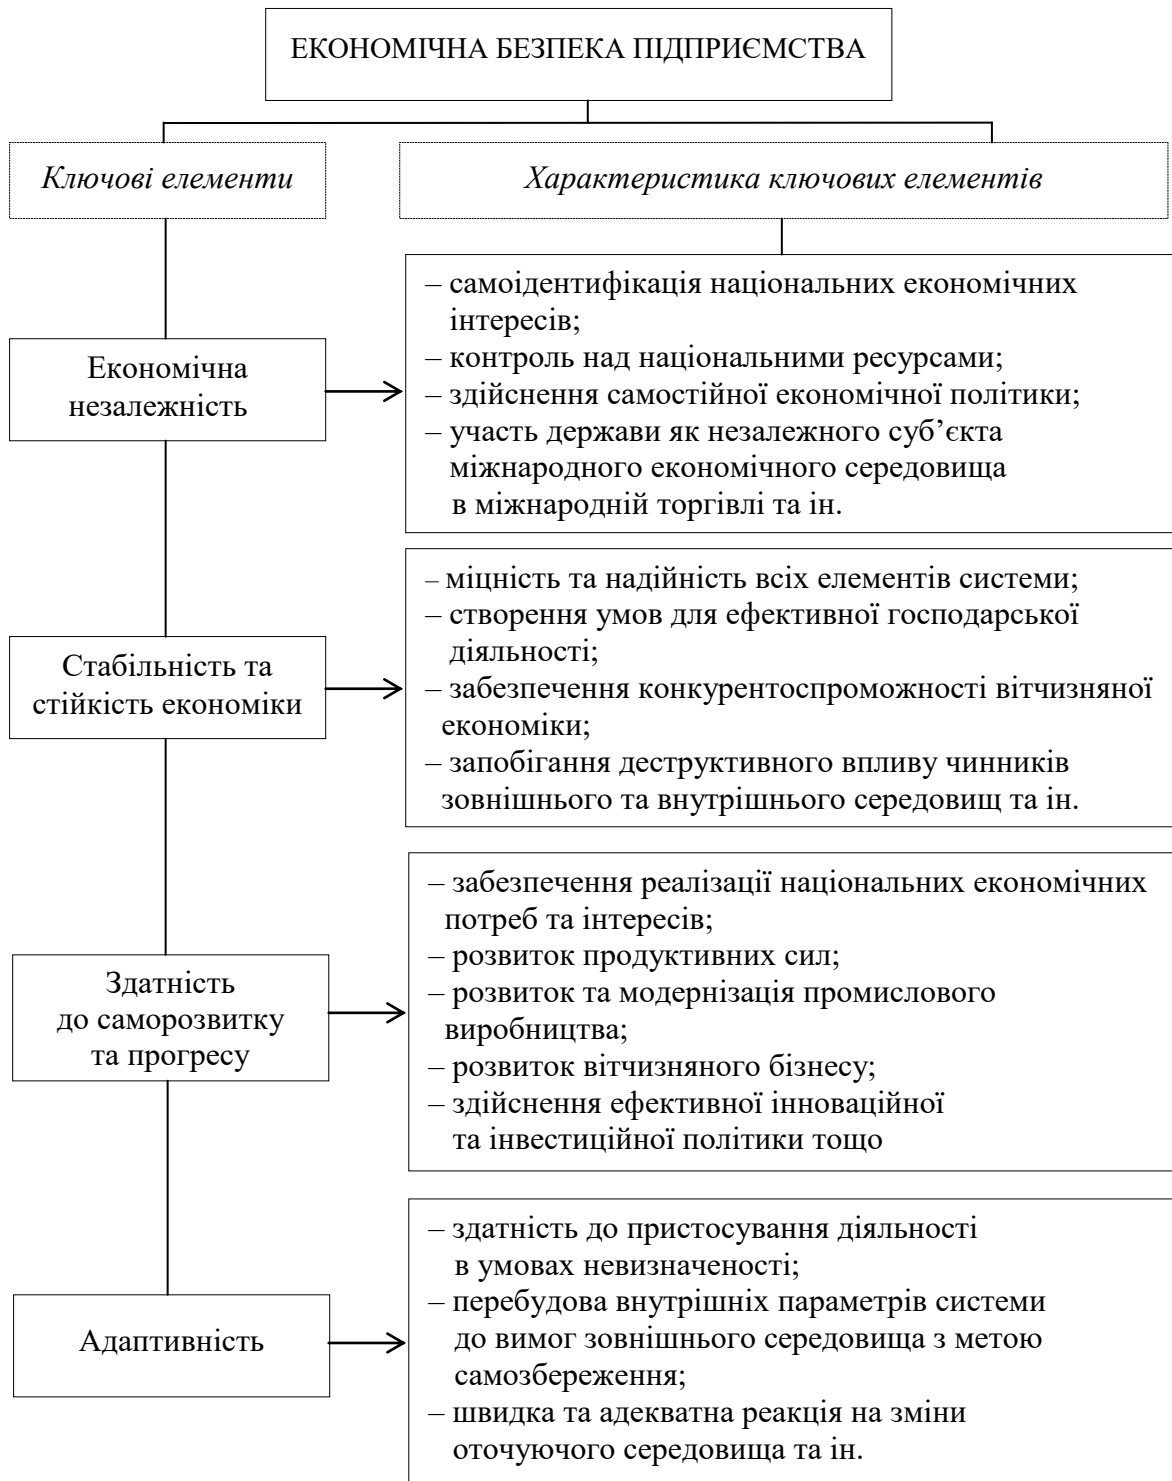 ЕКОНОМІЧНА БЕЗПЕКА ПІДПРИЄМСТВА
Ключові елементи
Характеристика ключових елементів
Економічна
незалежність
– самоідентифікація національних економічних
інтересів;
– контроль над національними ресурсами;
– здійснення самостійної економічної політики;
– участь держави як незалежного суб’єкта
міжнародного економічного середовища
в міжнародній торгівлі та ін.
Стабільність та
стійкість економіки
– міцність та надійність всіх елементів системи;
– створення умов для ефективної господарської
діяльності;
– забезпечення конкурентоспроможності вітчизняної
економіки;
– запобігання деструктивного впливу чинників
зовнішнього та внутрішнього середовищ та ін.
Здатність
до саморозвитку
та прогресу
– забезпечення реалізації національних економічних
потреб та інтересів;
– розвиток продуктивних сил;
– розвиток та модернізація промислового
виробництва;
– розвиток вітчизняного бізнесу;
– здійснення ефективної інноваційної
та інвестиційної політики тощо
Адаптивність
– здатність до пристосування діяльності
в умовах невизначеності;
– перебудова внутрішніх параметрів системи
до вимог зовнішнього середовища з метою
самозбереження;
– швидка та адекватна реакція на зміни
оточуючого середовища та ін.